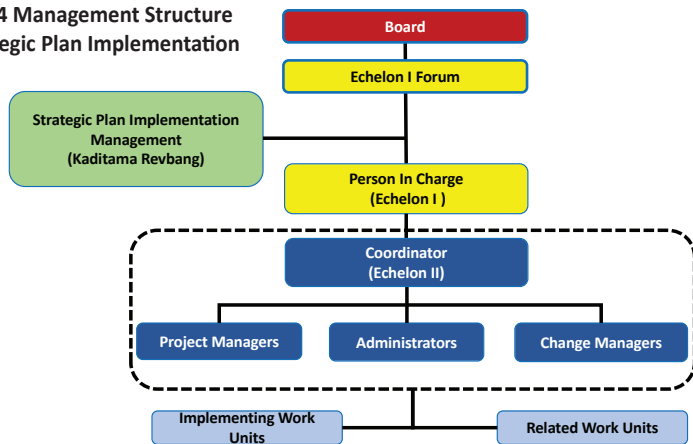 4 Management Structure
egic Plan Implementation
Board
Echelon I Forum
Strategic Plan Implementation
Management
(Kaditama Revbang)
Person In Charge
(Echelon I )
Coordinator
(Echelon II)
Project Managers
Administrators
Change Managers
Implementing Work
Units
Related Work Units